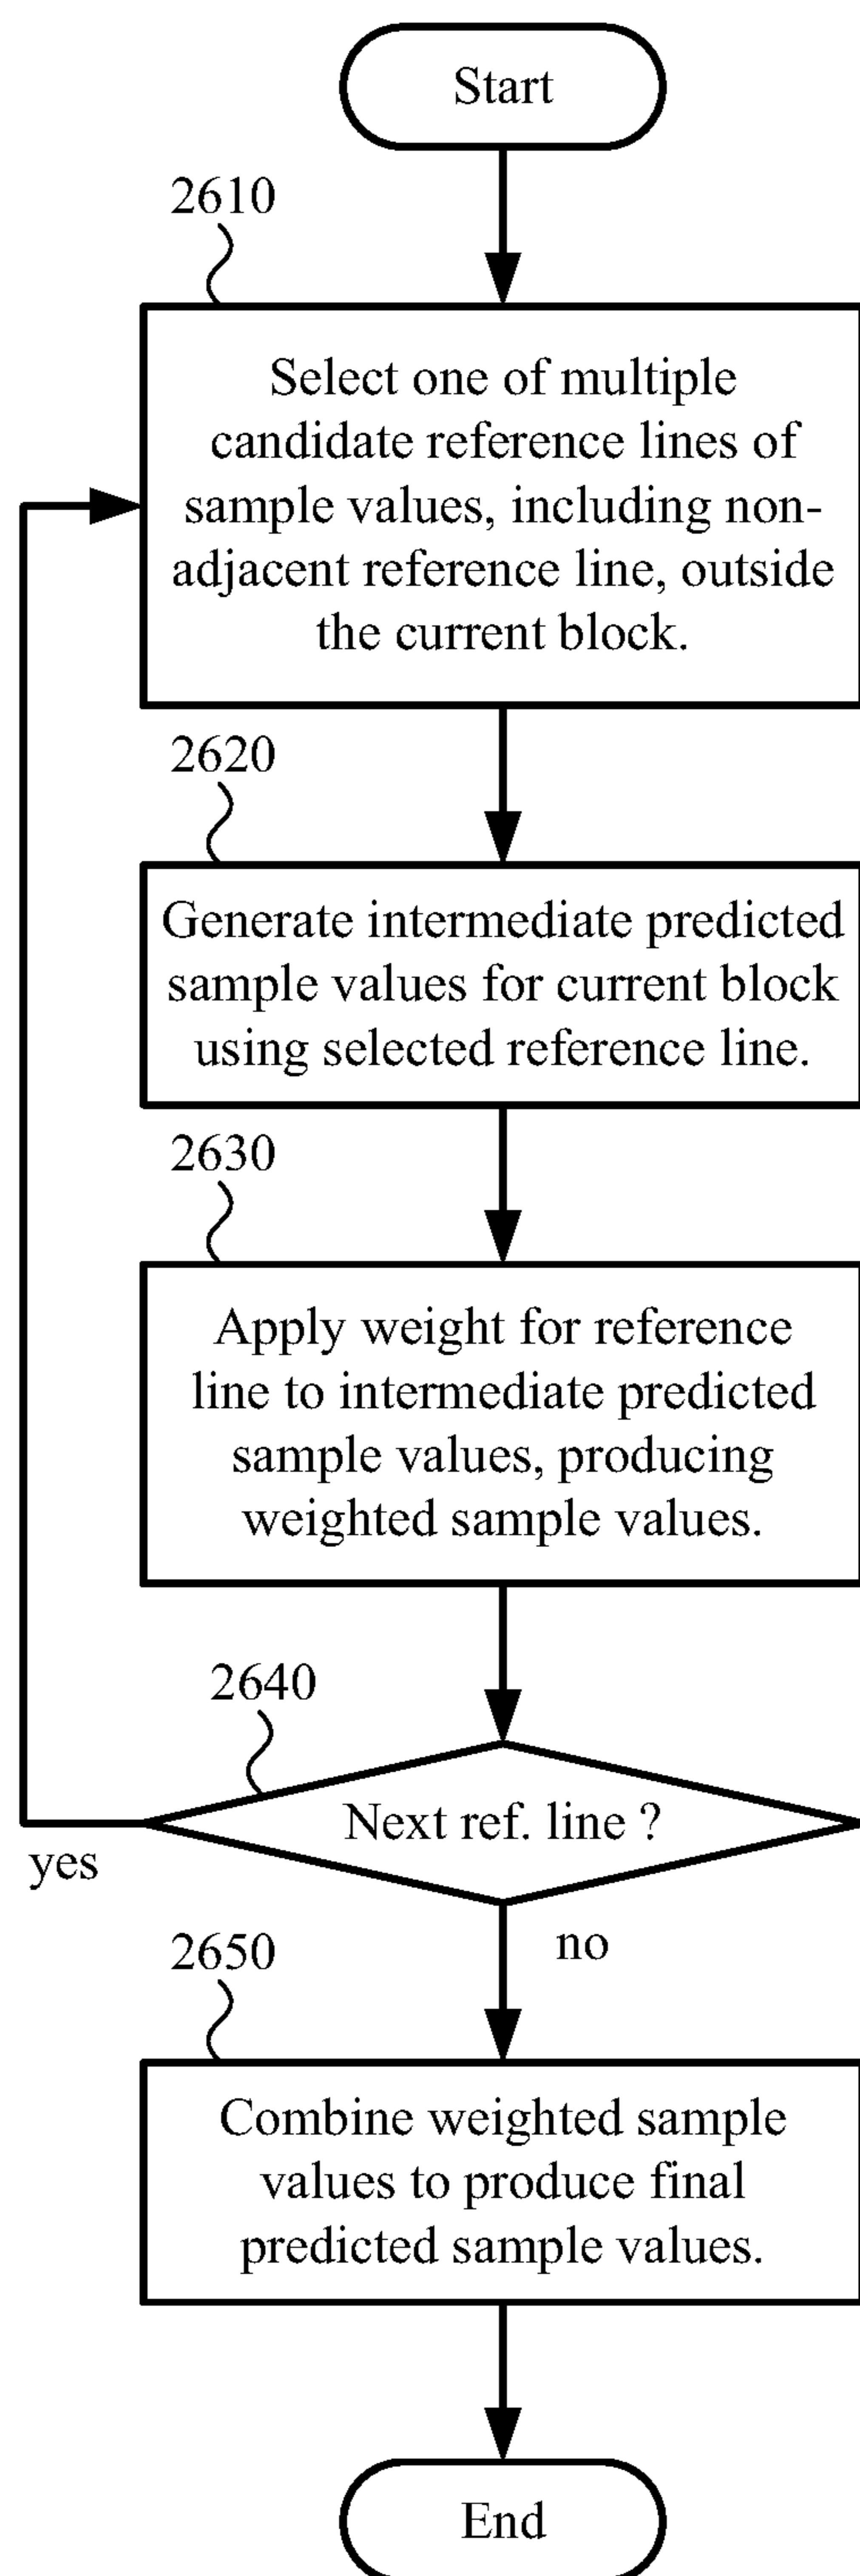 Start
2610
Select one of multiple
candidate reference lines of
sample values, including non-
adjacent reference line, outside
the current block.
2620
Generate intermediate predicted
sample values for current block
using selected reference line.
2630
Apply weight for reference
line to intermediate predicted
sample values, producing
weighted sample values.
2640
Next ref. line ?
yes
no
2650
Combine weighted sample
values to produce final
predicted sample values.
End